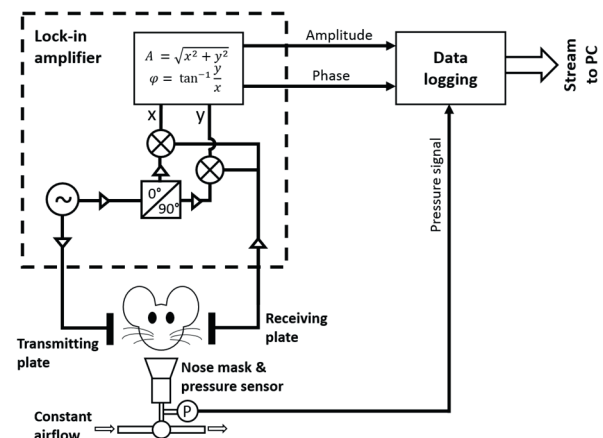 Lock-in
amplifier
A = √x² + y²
φ = tan⁻¹ y/x
Amplitude
Phase
Data
logging
Stream
to PC
x
y
~
0°
90°
Pressure signal
Transmitting
plate
Receiving
plate
Nose mask &
pressure sensor
P
Constant
airflow